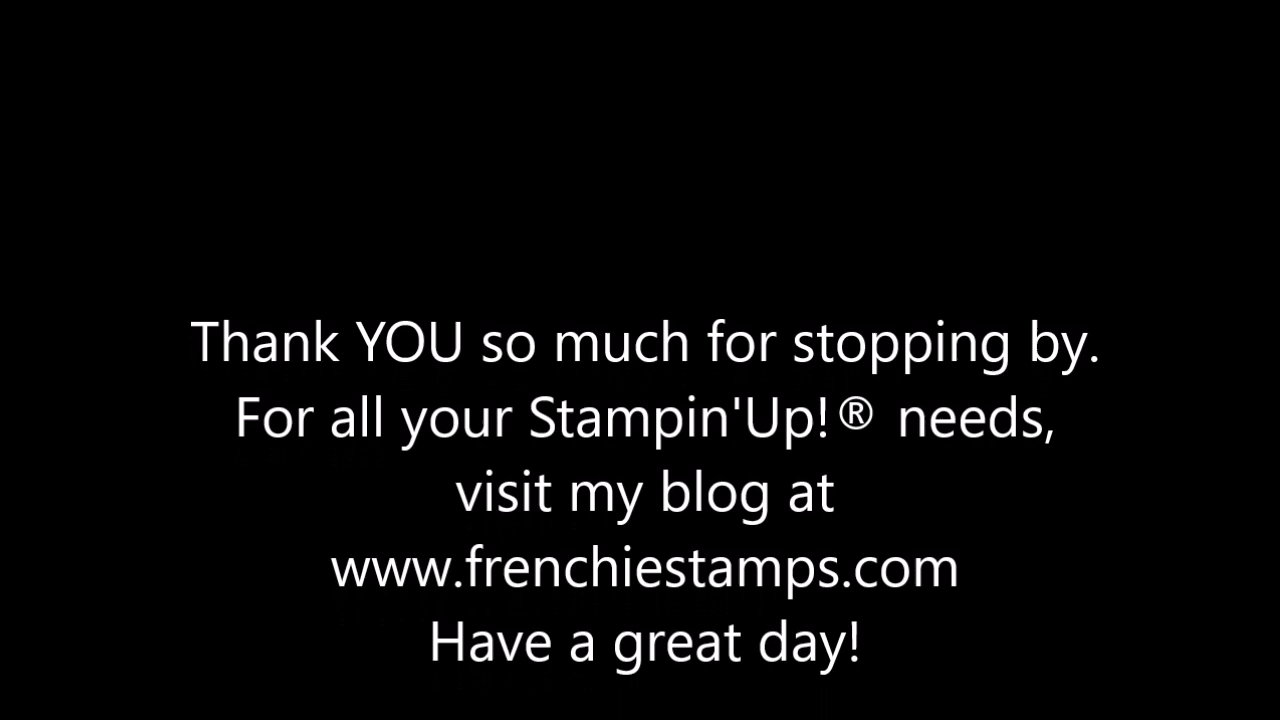 Thank YOU so much for stopping by.
For all your Stampin'Up!® needs,
visit my blog at
www.frenchiestamps.com
Have a great day!